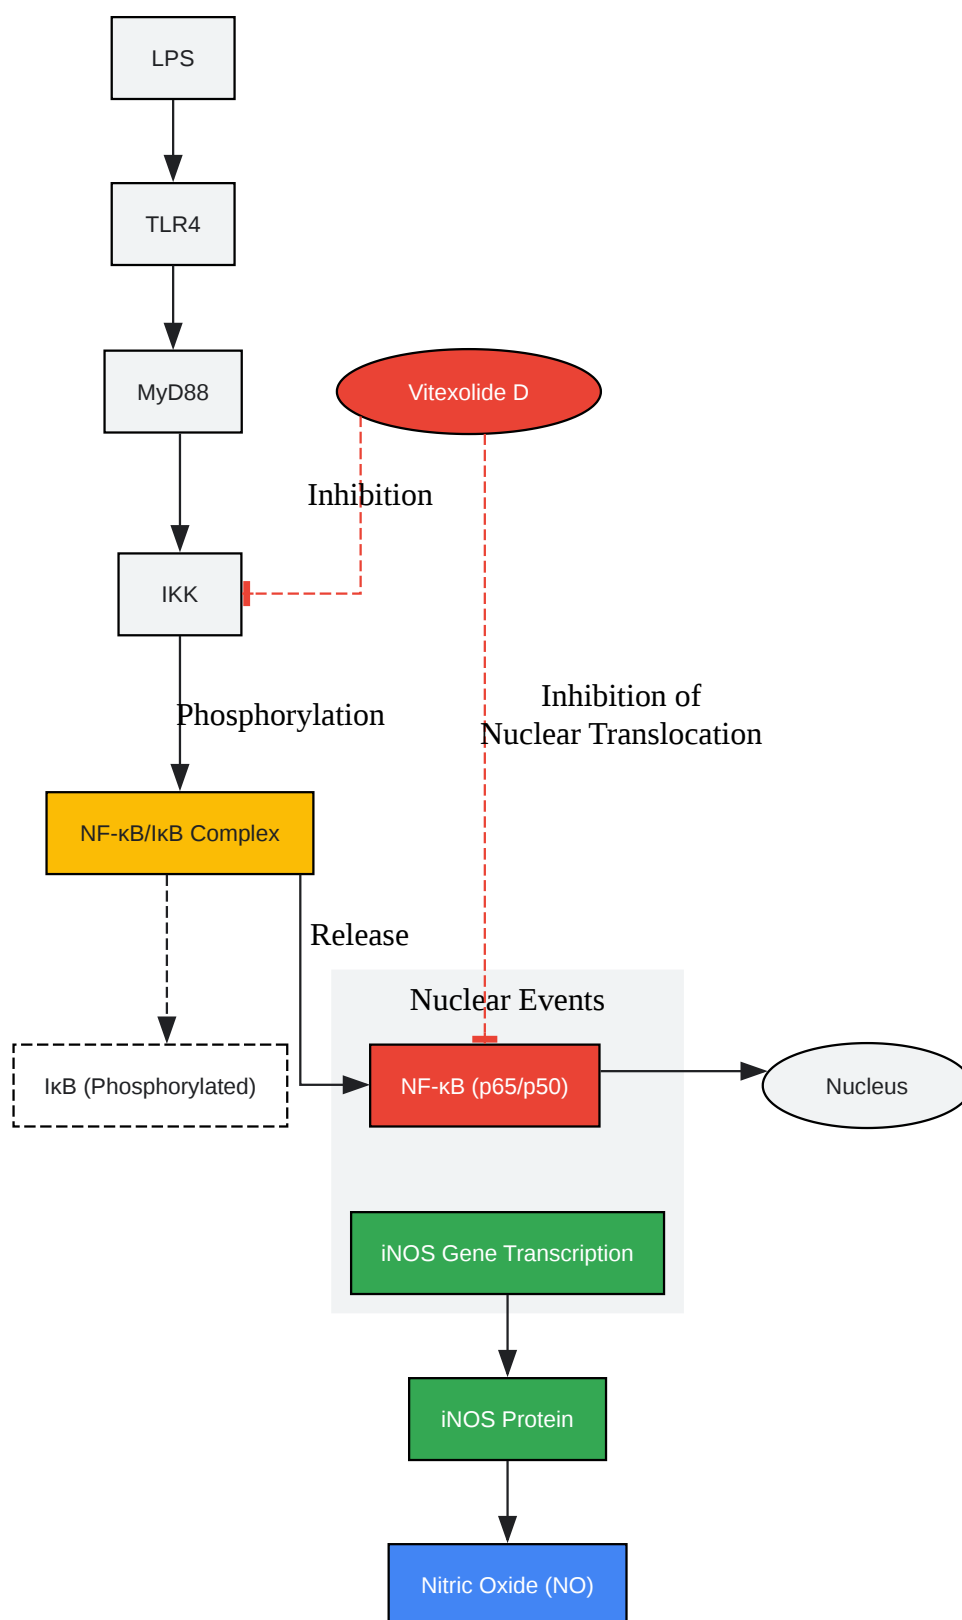 LPS
TLR4
MyD88
Vitexolide D
Inhibition
IKK
Phosphorylation
Inhibition of
Nuclear Translocation
NF-κB/IκB Complex
Release
Nuclear Events
IκB (Phosphorylated)
NF-κB (p65/p50)
Nucleus
iNOS Gene Transcription
iNOS Protein
Nitric Oxide (NO)